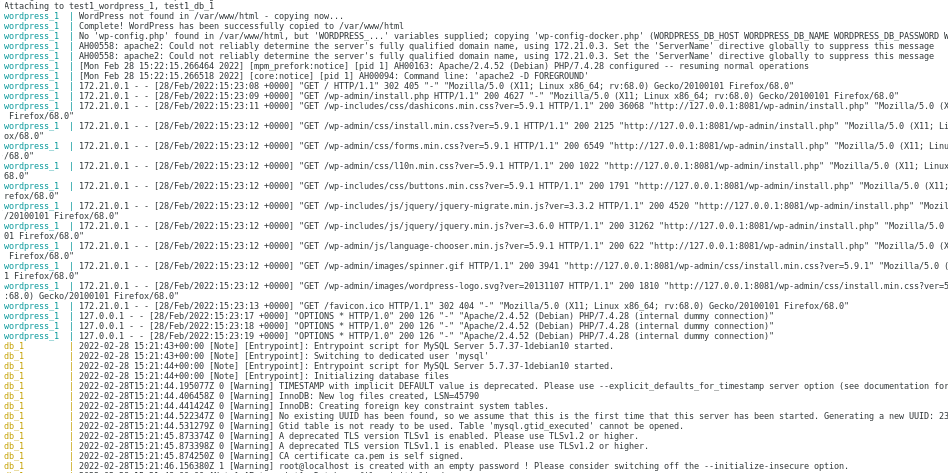 Attaching to test1_wordpress_1, test1_db_1
wordpress_1 | WordPress not found in /var/www/html - copying now...
wordpress_1 | Complete! WordPress has been successfully copied to /var/www/html
wordpress_1 | No 'wp-config.php' found in /var/www/html, but 'WORDPRESS_...' variables supplied; copying 'wp-config-docker.php' (WORDPRESS_DB_HOST WORDPRESS_DB_NAME WORDPRESS_DB_PASSWORD W
wordpress_1 | AH00558: apache2: Could not reliably determine the server's fully qualified domain name, using 172.21.0.3. Set the 'ServerName' directive globally to suppress this message
wordpress_1 | AH00558: apache2: Could not reliably determine the server's fully qualified domain name, using 172.21.0.3. Set the 'ServerName' directive globally to suppress this message
wordpress_1 | [Mon Feb 28 15:22:15.266464 2022] [mpm_prefork:notice] [pid 1] AH00163: Apache/2.4.52 (Debian) PHP/7.4.28 configured -- resuming normal operations
wordpress_1 | [Mon Feb 28 15:22:15.266518 2022] [core:notice] [pid 1] AH00094: Command line: 'apache2 -D FOREGROUND'
wordpress_1 | 172.21.0.1 - - [28/Feb/2022:15:23:08 +0000] "GET / HTTP/1.1" 302 405 "-" "Mozilla/5.0 (X11; Linux x86_64; rv:68.0) Gecko/20100101 Firefox/68.0"
wordpress_1 | 172.21.0.1 - - [28/Feb/2022:15:23:09 +0000] "GET /wp-admin/install.php HTTP/1.1" 200 4627 "-" "Mozilla/5.0 (X11; Linux x86_64; rv:68.0) Gecko/20100101 Firefox/68.0"
wordpress_1 | 172.21.0.1 - - [28/Feb/2022:15:23:11 +0000] "GET /wp-includes/css/dashicons.min.css?ver=5.9.1 HTTP/1.1" 200 36068 "http://127.0.0.1:8081/wp-admin/install.php" "Mozilla/5.0 (X
Firefox/68.0"
wordpress_1 | 172.21.0.1 - - [28/Feb/2022:15:23:12 +0000] "GET /wp-admin/css/install.min.css?ver=5.9.1 HTTP/1.1" 200 2125 "http://127.0.0.1:8081/wp-admin/install.php" "Mozilla/5.0 (X11; Lin
ox/68.0"
wordpress_1 | 172.21.0.1 - - [28/Feb/2022:15:23:12 +0000] "GET /wp-admin/css/forms.min.css?ver=5.9.1 HTTP/1.1" 200 6549 "http://127.0.0.1:8081/wp-admin/install.php" "Mozilla/5.0 (X11; Linu
/68.0"
wordpress_1 | 172.21.0.1 - - [28/Feb/2022:15:23:12 +0000] "GET /wp-admin/css/l10n.min.css?ver=5.9.1 HTTP/1.1" 200 1022 "http://127.0.0.1:8081/wp-admin/install.php" "Mozilla/5.0 (X11; Linux
68.0"
wordpress_1 | 172.21.0.1 - - [28/Feb/2022:15:23:12 +0000] "GET /wp-includes/css/buttons.min.css?ver=5.9.1 HTTP/1.1" 200 1791 "http://127.0.0.1:8081/wp-admin/install.php" "Mozilla/5.0 (X11;
refox/68.0"
wordpress_1 | 172.21.0.1 - - [28/Feb/2022:15:23:12 +0000] "GET /wp-includes/js/jquery/jquery-migrate.min.js?ver=3.3.2 HTTP/1.1" 200 4520 "http://127.0.0.1:8081/wp-admin/install.php" "Mozil
/20100101 Firefox/68.0"
wordpress_1 | 172.21.0.1 - - [28/Feb/2022:15:23:12 +0000] "GET /wp-includes/js/jquery/jquery.min.js?ver=3.6.0 HTTP/1.1" 200 31262 "http://127.0.0.1:8081/wp-admin/install.php" "Mozilla/5.0
01 Firefox/68.0"
wordpress_1 | 172.21.0.1 - - [28/Feb/2022:15:23:12 +0000] "GET /wp-admin/js/language-chooser.min.js?ver=5.9.1 HTTP/1.1" 200 622 "http://127.0.0.1:8081/wp-admin/install.php" "Mozilla/5.0 (X
Firefox/68.0"
wordpress_1 | 172.21.0.1 - - [28/Feb/2022:15:23:12 +0000] "GET /wp-admin/images/spinner.gif HTTP/1.1" 200 3941 "http://127.0.0.1:8081/wp-admin/css/install.min.css?ver=5.9.1" "Mozilla/5.0 (
1 Firefox/68.0"
wordpress_1 | 172.21.0.1 - - [28/Feb/2022:15:23:12 +0000] "GET /wp-admin/images/wordpress-logo.svg?ver=20131107 HTTP/1.1" 200 1810 "http://127.0.0.1:8081/wp-admin/css/install.min.css?ver=5
:68.0) Gecko/20100101 Firefox/68.0"
wordpress_1 | 172.21.0.1 - - [28/Feb/2022:15:23:13 +0000] "GET /favicon.ico HTTP/1.1" 302 404 "-" "Mozilla/5.0 (X11; Linux x86_64; rv:68.0) Gecko/20100101 Firefox/68.0"
wordpress_1 | 127.0.0.1 - - [28/Feb/2022:15:23:17 +0000] "OPTIONS * HTTP/1.0" 200 126 "-" "Apache/2.4.52 (Debian) PHP/7.4.28 (internal dummy connection)"
wordpress_1 | 127.0.0.1 - - [28/Feb/2022:15:23:18 +0000] "OPTIONS * HTTP/1.0" 200 126 "-" "Apache/2.4.52 (Debian) PHP/7.4.28 (internal dummy connection)"
wordpress_1 | 127.0.0.1 - - [28/Feb/2022:15:23:19 +0000] "OPTIONS * HTTP/1.0" 200 126 "-" "Apache/2.4.52 (Debian) PHP/7.4.28 (internal dummy connection)"
db_1 | 2022-02-28 15:21:43+00:00 [Note] [Entrypoint]: Entrypoint script for MySQL Server 5.7.37-1debian10 started.
db_1 | 2022-02-28 15:21:43+00:00 [Note] [Entrypoint]: Switching to dedicated user 'mysql'
db_1 | 2022-02-28 15:21:44+00:00 [Note] [Entrypoint]: Entrypoint script for MySQL Server 5.7.37-1debian10 started.
db_1 | 2022-02-28 15:21:44+00:00 [Note] [Entrypoint]: Initializing database files
db_1 | 2022-02-28T15:21:44.195077Z 0 [Warning] TIMESTAMP with implicit DEFAULT value is deprecated. Please use --explicit_defaults_for_timestamp server option (see documentation for
db_1 | 2022-02-28T15:21:44.406458Z 0 [Warning] InnoDB: New log files created, LSN=45790
db_1 | 2022-02-28T15:21:44.441424Z 0 [Warning] InnoDB: Creating foreign key constraint system tables.
db_1 | 2022-02-28T15:21:44.522347Z 0 [Warning] No existing UUID has been found, so we assume that this is the first time that this server has been started. Generating a new UUID: 23
db_1 | 2022-02-28T15:21:44.531279Z 0 [Warning] Gtid table is not ready to be used. Table 'mysql.gtid_executed' cannot be opened.
db_1 | 2022-02-28T15:21:45.873374Z 0 [Warning] A deprecated TLS version TLSv1 is enabled. Please use TLSv1.2 or higher.
db_1 | 2022-02-28T15:21:45.873398Z 0 [Warning] A deprecated TLS version TLSv1.1 is enabled. Please use TLSv1.2 or higher.
db_1 | 2022-02-28T15:21:45.874250Z 0 [Warning] CA certificate ca.pem is self signed.
db_1 | 2022-02-28T15:21:46.156380Z 1 [Warning] root@localhost is created with an empty password ! Please consider switching off the --initialize-insecure option.